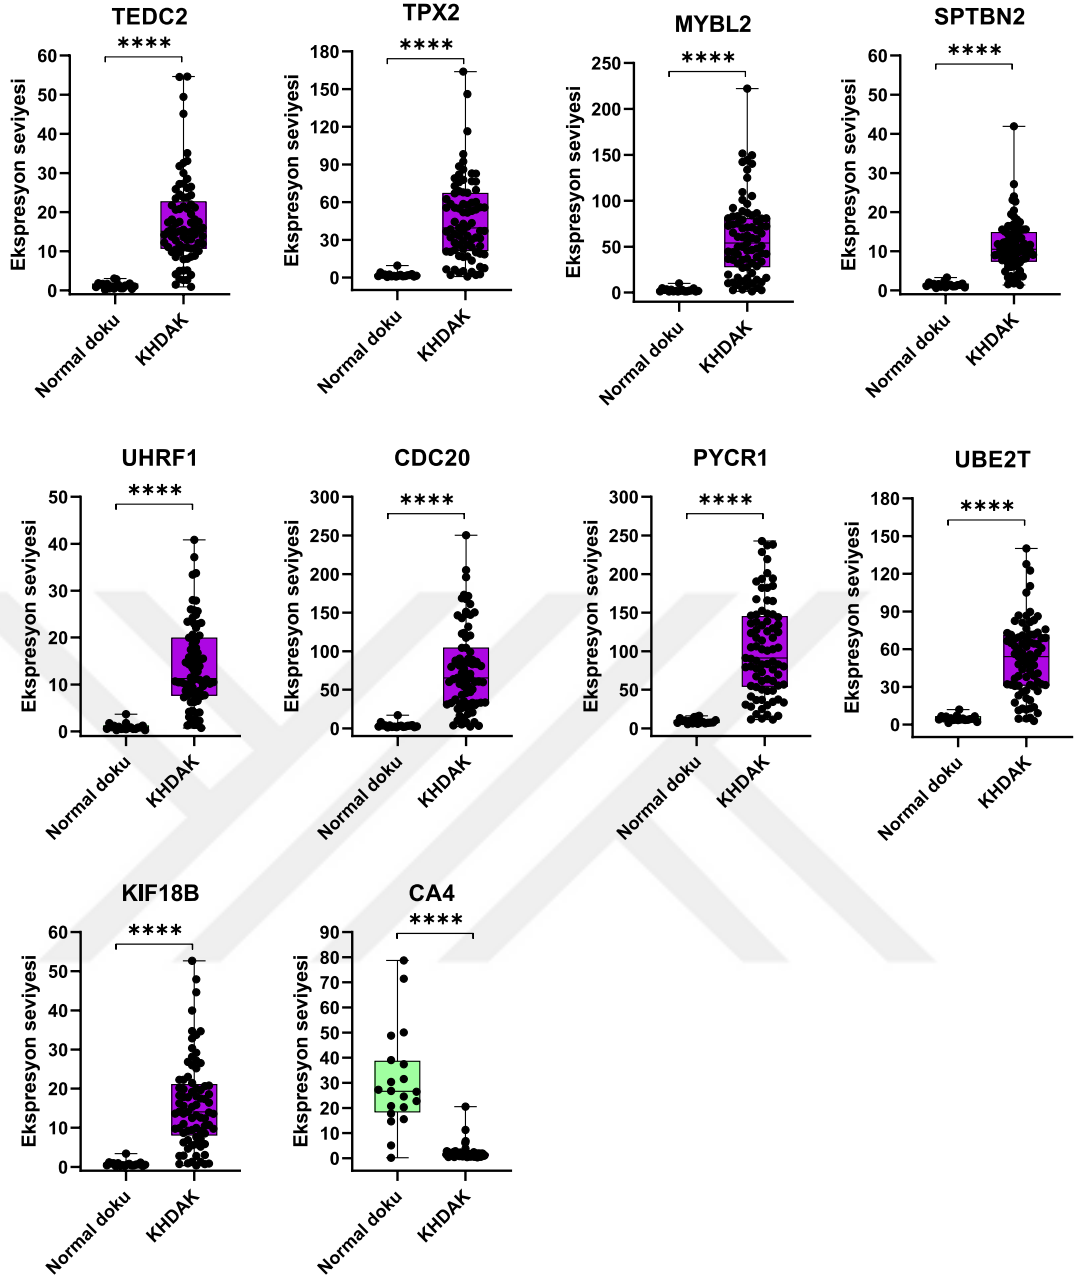 TEDC2
****
Ekspresyon seviyesi
60
50
40
30
20
10
0
Normal doku
KHDAK
TPX2
****
Ekspresyon seviyesi
180
150
120
90
60
30
0
Normal doku
KHDAK
MYBL2
****
Ekspresyon seviyesi
250
200
150
100
50
0
Normal doku
KHDAK
SPTBN2
****
Ekspresyon seviyesi
60
50
40
30
20
10
0
Normal doku
KHDAK
UHRF1
****
Ekspresyon seviyesi
50
40
30
20
10
0
Normal doku
KHDAK
CDC20
****
Ekspresyon seviyesi
300
250
200
150
100
50
0
Normal doku
KHDAK
PYCR1
****
Ekspresyon seviyesi
300
250
200
150
100
50
0
Normal doku
KHDAK
UBE2T
****
Ekspresyon seviyesi
180
150
120
90
60
30
0
Normal doku
KHDAK
KIF18B
****
Ekspresyon seviyesi
60
50
40
30
20
10
0
Normal doku
KHDAK
CA4
****
Ekspresyon seviyesi
90
80
70
60
50
40
30
20
10
0
Normal doku
KHDAK